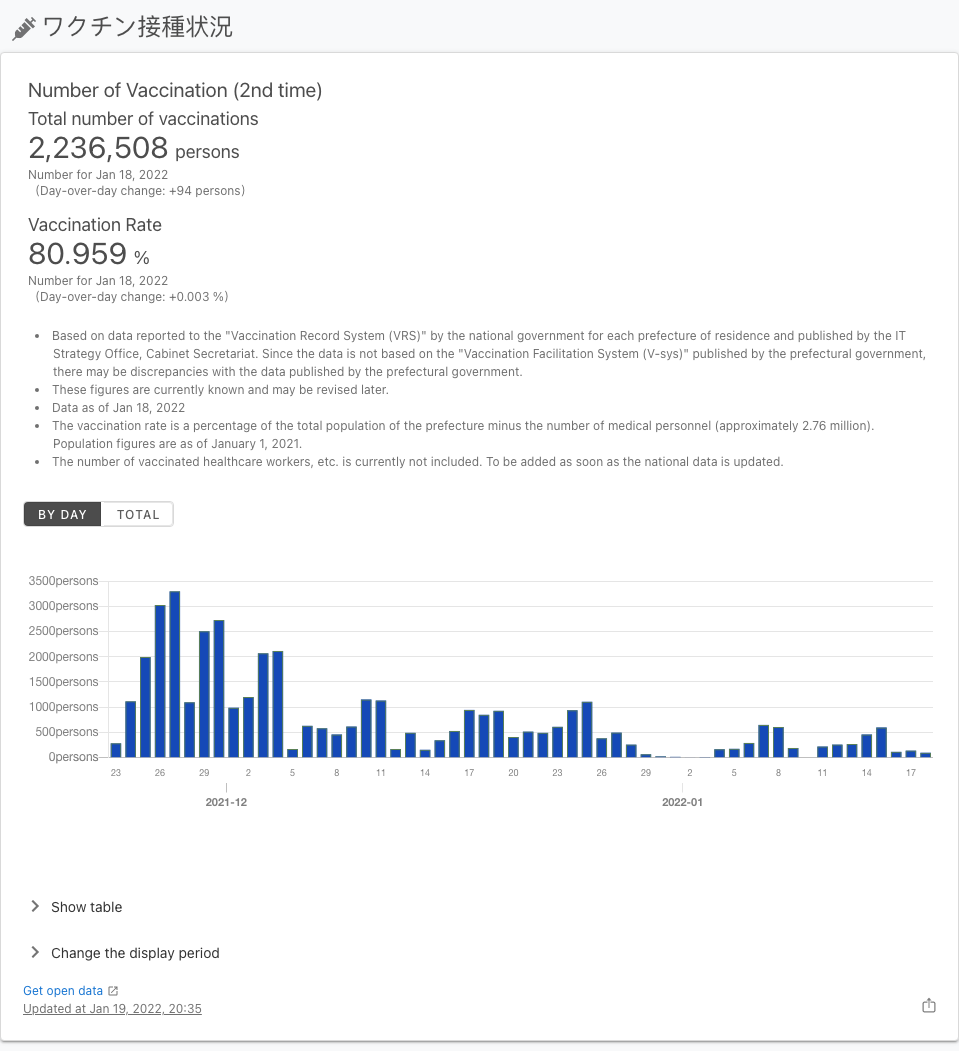 ワクチン接種状況
Number of Vaccination (2nd time)
Total number of vaccinations
2,236,508 persons
Number for Jan 18, 2022
(Day-over-day change: +94 persons)
Vaccination Rate
80.959 %
Number for Jan 18, 2022
(Day-over-day change: +0.003 %)
• Based on data reported to the "Vaccination Record System (VRS)" by the national government for each prefecture of residence and published by the IT
Strategy Office, Cabinet Secretariat. Since the data is not based on the "Vaccination Facilitation System (V-sys)" published by the prefectural government,
there may be discrepancies with the data published by the prefectural government.
• These figures are currently known and may be revised later.
• Data as of Jan 18, 2022
• The vaccination rate is a percentage of the total population of the prefecture minus the number of medical personnel (approximately 2.76 million).
Population figures are as of January 1, 2021.
• The number of vaccinated healthcare workers, etc. is currently not included. To be added as soon as the national data is updated.
BY DAY TOTAL
3500persons
3000persons
2500persons
2000persons
1500persons
1000persons
500persons
0persons
23 26 29 2 5 8 11 14 17 20 23 26 29 2 5 8 11 14 17
2021-12 2022-01
Show table
Change the display period
Get open data
Updated at Jan 19, 2022, 20:35